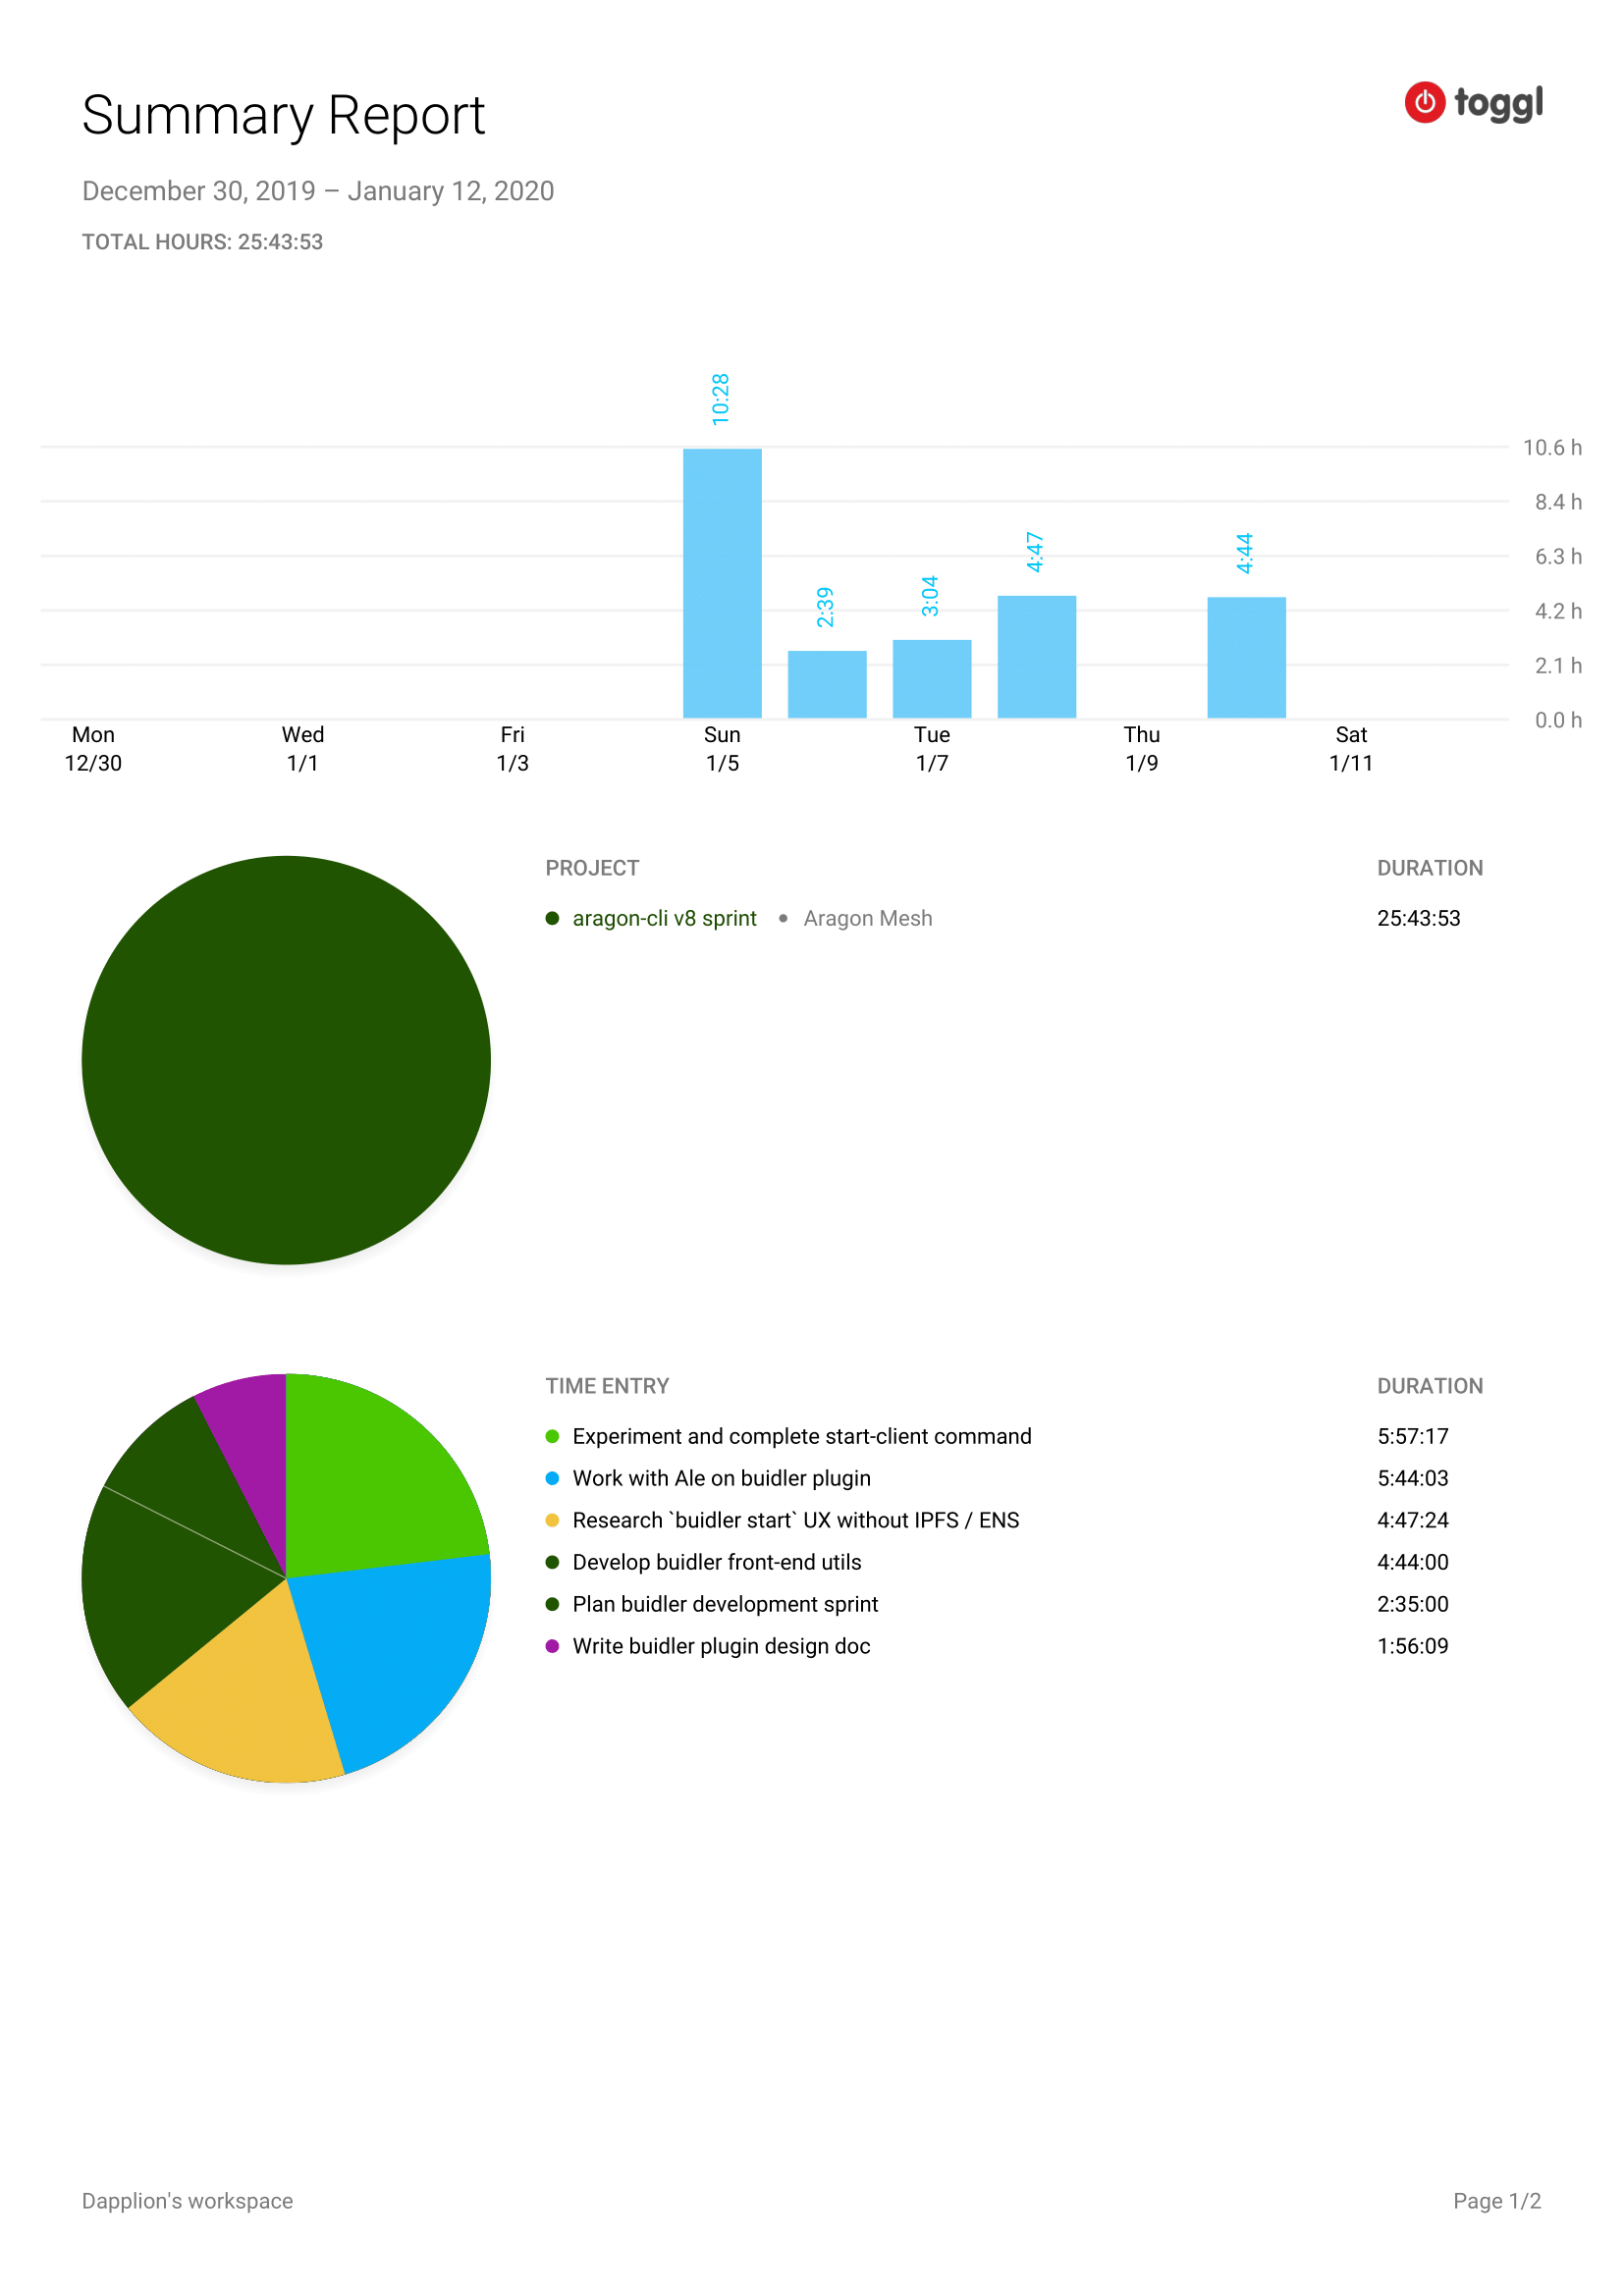 Summary Report
toggl
December 30, 2019 – January 12, 2020
TOTAL HOURS: 25:43:53
10:28
2:39
3:04
4:47
4:44
10.6 h
8.4 h
6.3 h
4.2 h
2.1 h
0.0 h
Mon Wed Fri Sun Tue Thu Sat
12/30 1/1 1/3 1/5 1/7 1/9 1/11
PROJECT DURATION
aragon-cli v8 sprint • Aragon Mesh 25:43:53
TIME ENTRY DURATION
Experiment and complete start-client command 5:57:17
Work with Ale on buidler plugin 5:44:03
Research `buidler start` UX without IPFS / ENS 4:47:24
Develop buidler front-end utils 4:44:00
Plan buidler development sprint 2:35:00
Write buidler plugin design doc 1:56:09
Dapplion's workspace Page 1/2